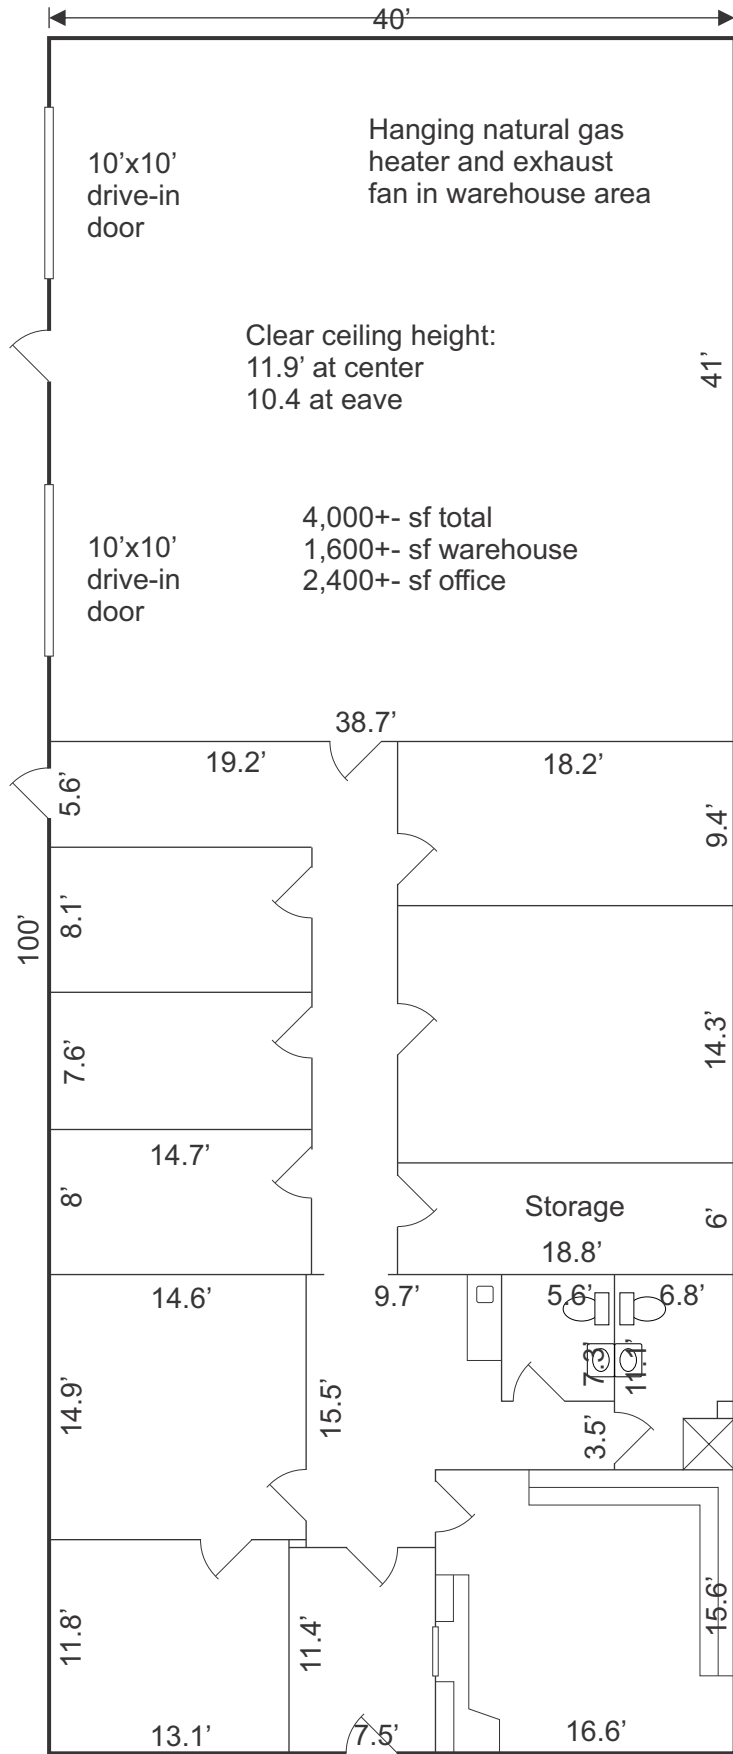 40’
Hanging natural gas
heater and exhaust
fan in warehouse area
10’x10’
drive-in
door
Clear ceiling height:
11.9’ at center
10.4 at eave
41’
4,000+- sf total
1,600+- sf warehouse
2,400+- sf office
10’x10’
drive-in
door
38.7’
19.2’
18.2’
5.6’
9.4’
8.1’
100’
14.3’
7.6’
14.7’
8’
Storage
6’
18.8’
14.6’
9.7’
5.6’
6.8’
7.3’
11.1’
14.9’
15.5’
3.5’
11.8’
11.4’
15.6’
13.1’
7.5’
16.6’